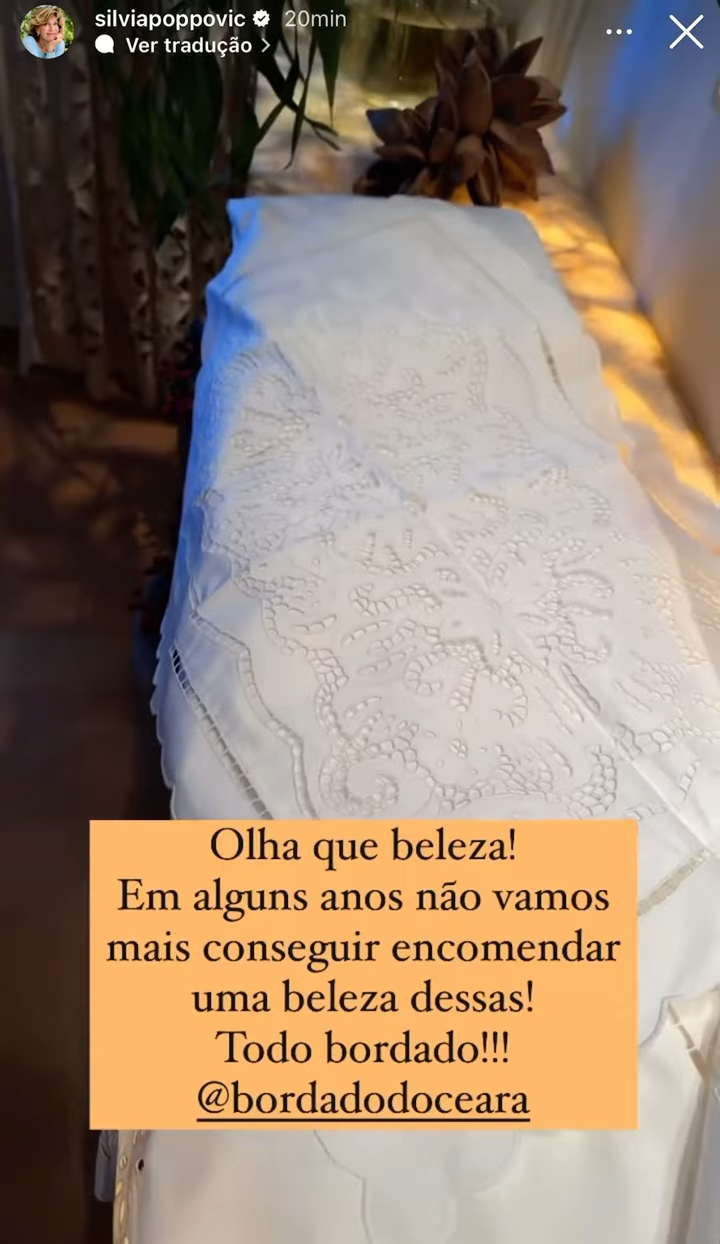 silviapoppovic 20min
Ver tradução >
Olha que beleza!
Em alguns anos não vamos
mais conseguir encomendar
uma beleza dessas!
Todo bordado!!!
@bordadodoceara